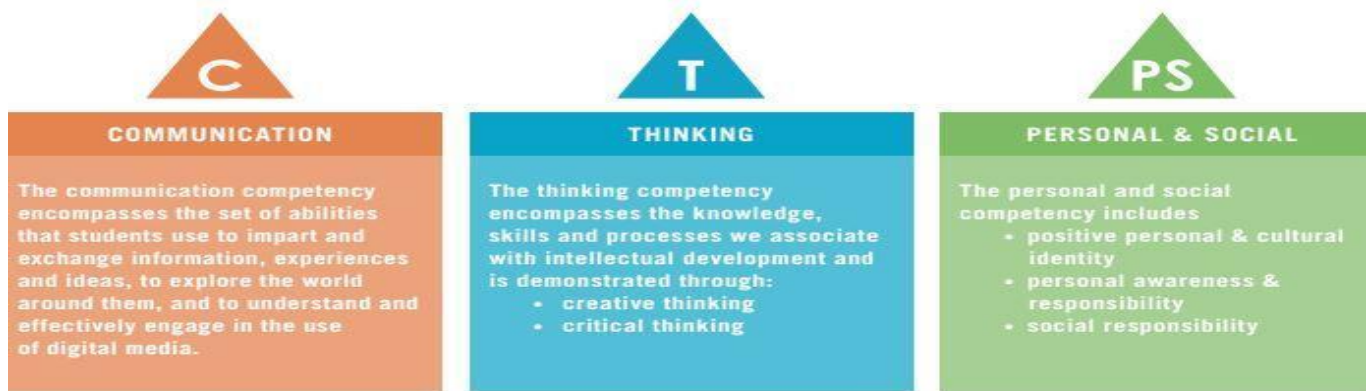 C
COMMUNICATION
The communication competency
encompasses the set of abilities
that students use to impart and
exchange information, experiences
and ideas, to explore the world
around them, and to understand and
effectively engage in the use
of digital media.
T
THINKING
The thinking competency
encompasses the knowledge,
skills and processes we associate
with intellectual development and
is demonstrated through:
• creative thinking
• critical thinking
PS
PERSONAL & SOCIAL
The personal and social
competency includes
• positive personal & cultural
identity
• personal awareness &
responsibility
• social responsibility